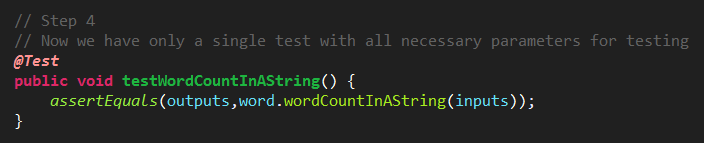 // Step 4
// Now we have only a single test with all necessary parameters for testing
@Test
public void testWordCountInAString() {
    assertEquals(outputs,word.wordCountInAString(inputs));
}